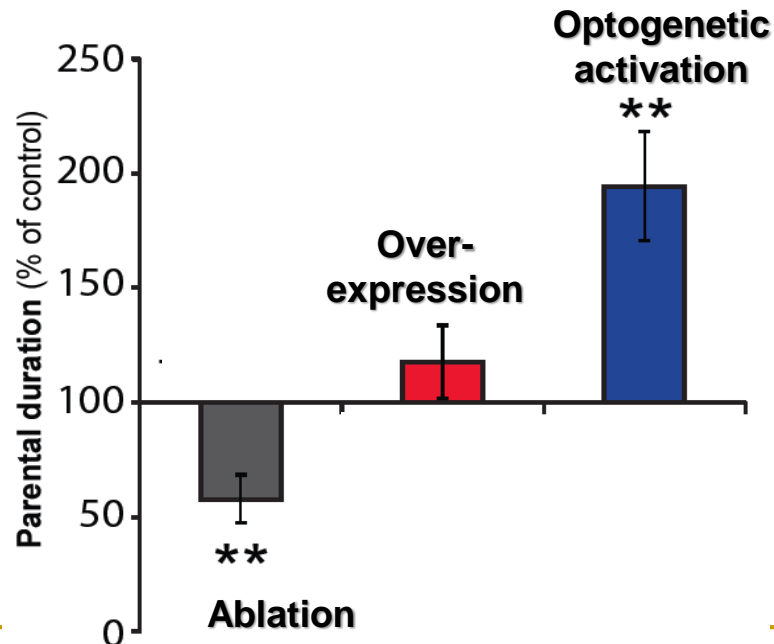 Optogenetic
activation
**
250
200
150
100
50
0
Parental duration (% of control)
Over-
expression
**
Ablation